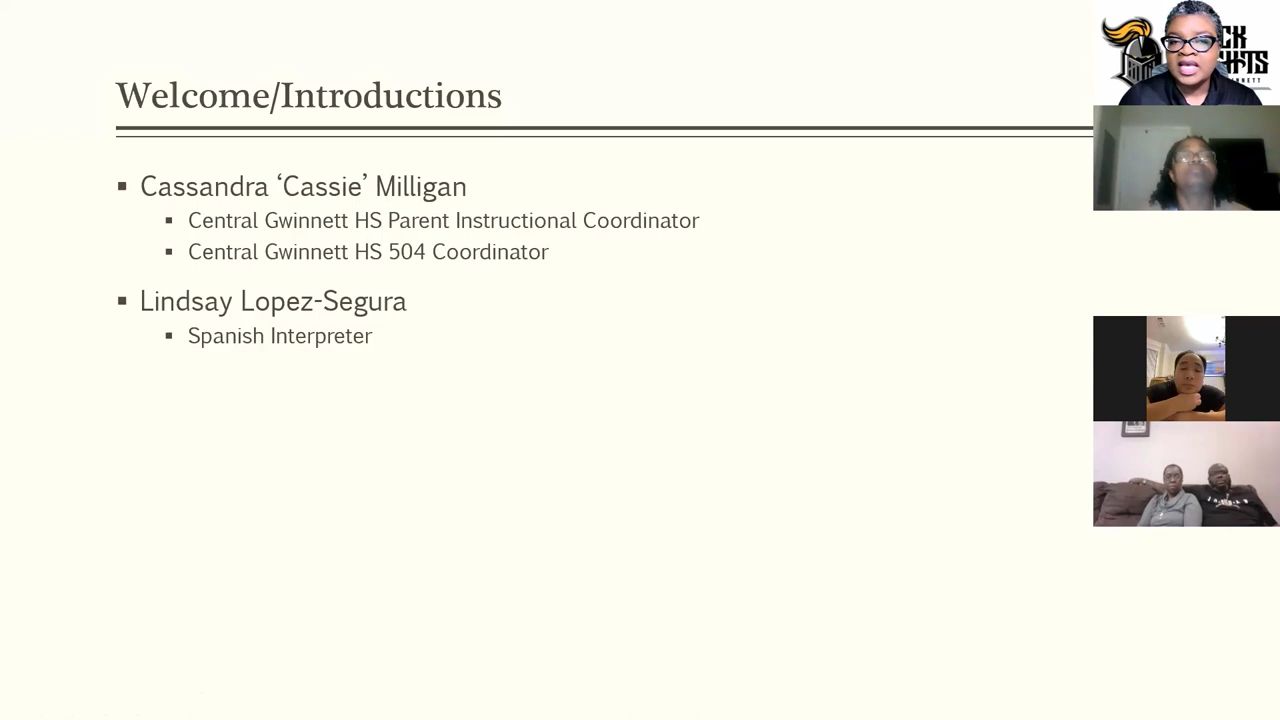 Welcome/Introductions
▪ Cassandra ‘Cassie’ Milligan
▪ Central Gwinnett HS Parent Instructional Coordinator
▪ Central Gwinnett HS 504 Coordinator
▪ Lindsay Lopez-Segura
▪ Spanish Interpreter